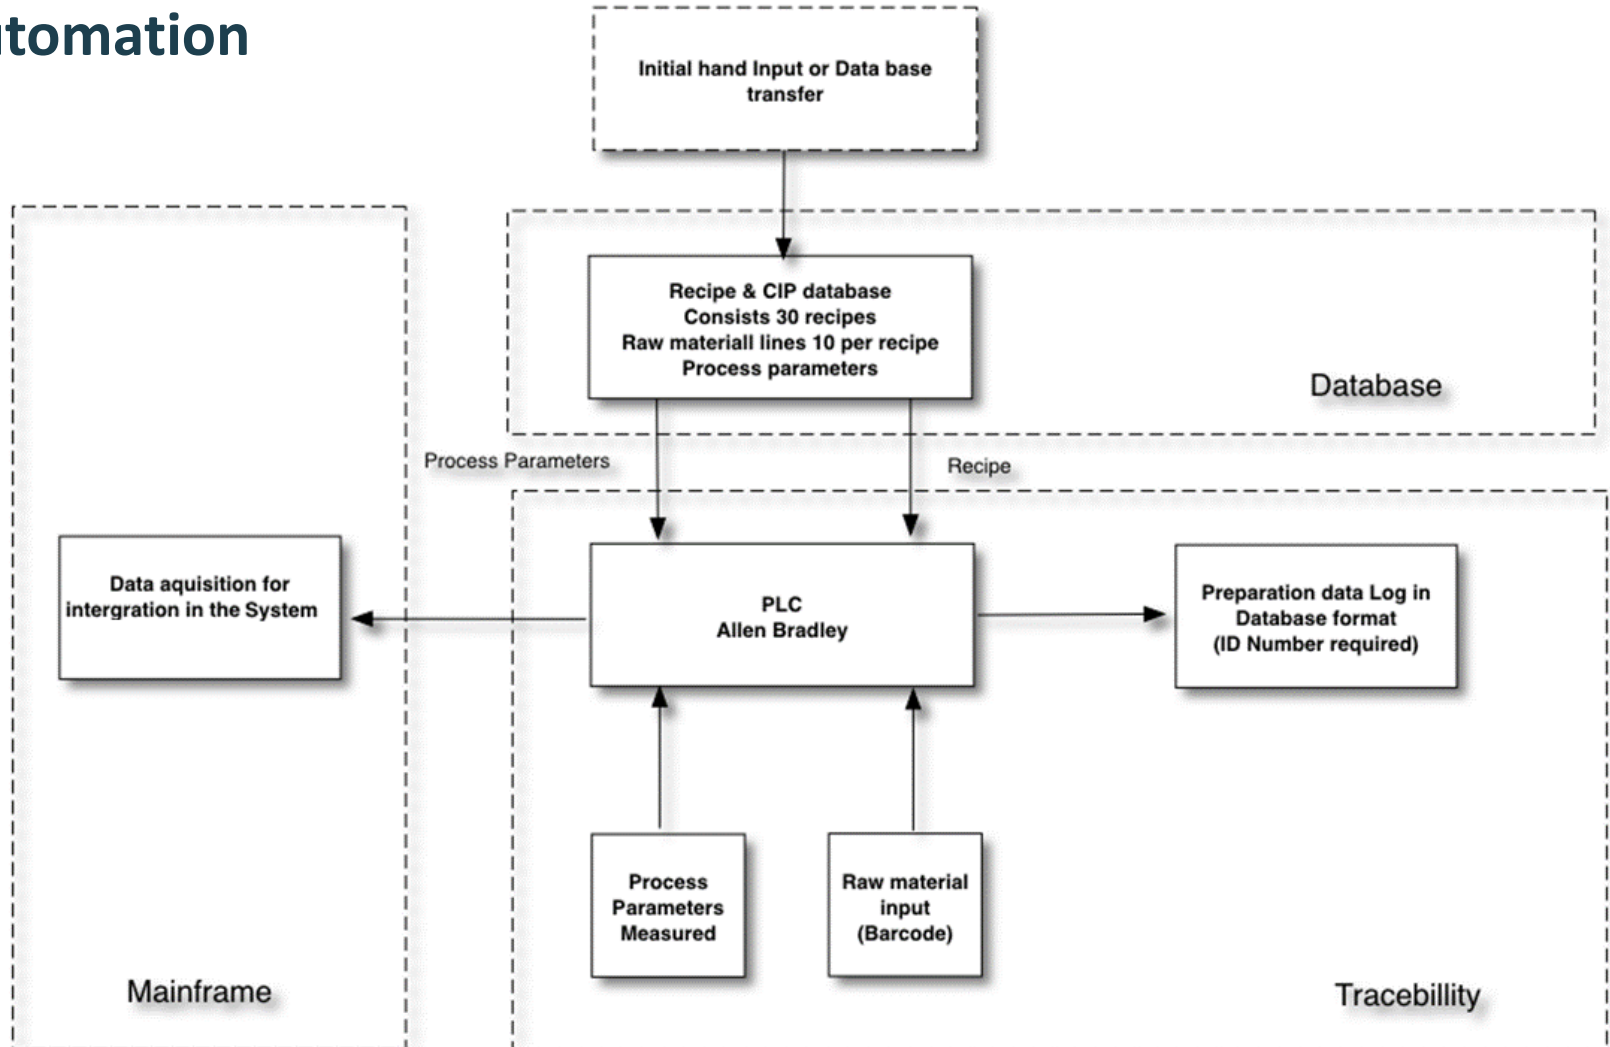 utomation
Initial hand Input or Data base
transfer
Recipe & CIP database
Consists 30 recipes
Raw materiall lines 10 per recipe
Process parameters
Database
Process Parameters
Recipe
Data aquisition for
intergration in the System
PLC
Allen Bradley
Preparation data Log in
Database format
(ID Number required)
Process
Parameters
Measured
Raw material
input
(Barcode)
Mainframe
Tracebillity